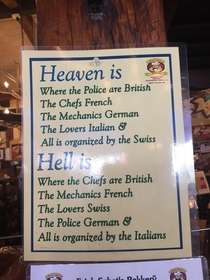 Heaven is
Where the Police are British
The Chefs French
The Mechanics German
The Lovers Italian &
All is organized by the Swiss
Hell is
Where the Chefs are British
The Mechanics French
The Lovers Swiss
The Police German &
All is organized by the Italians